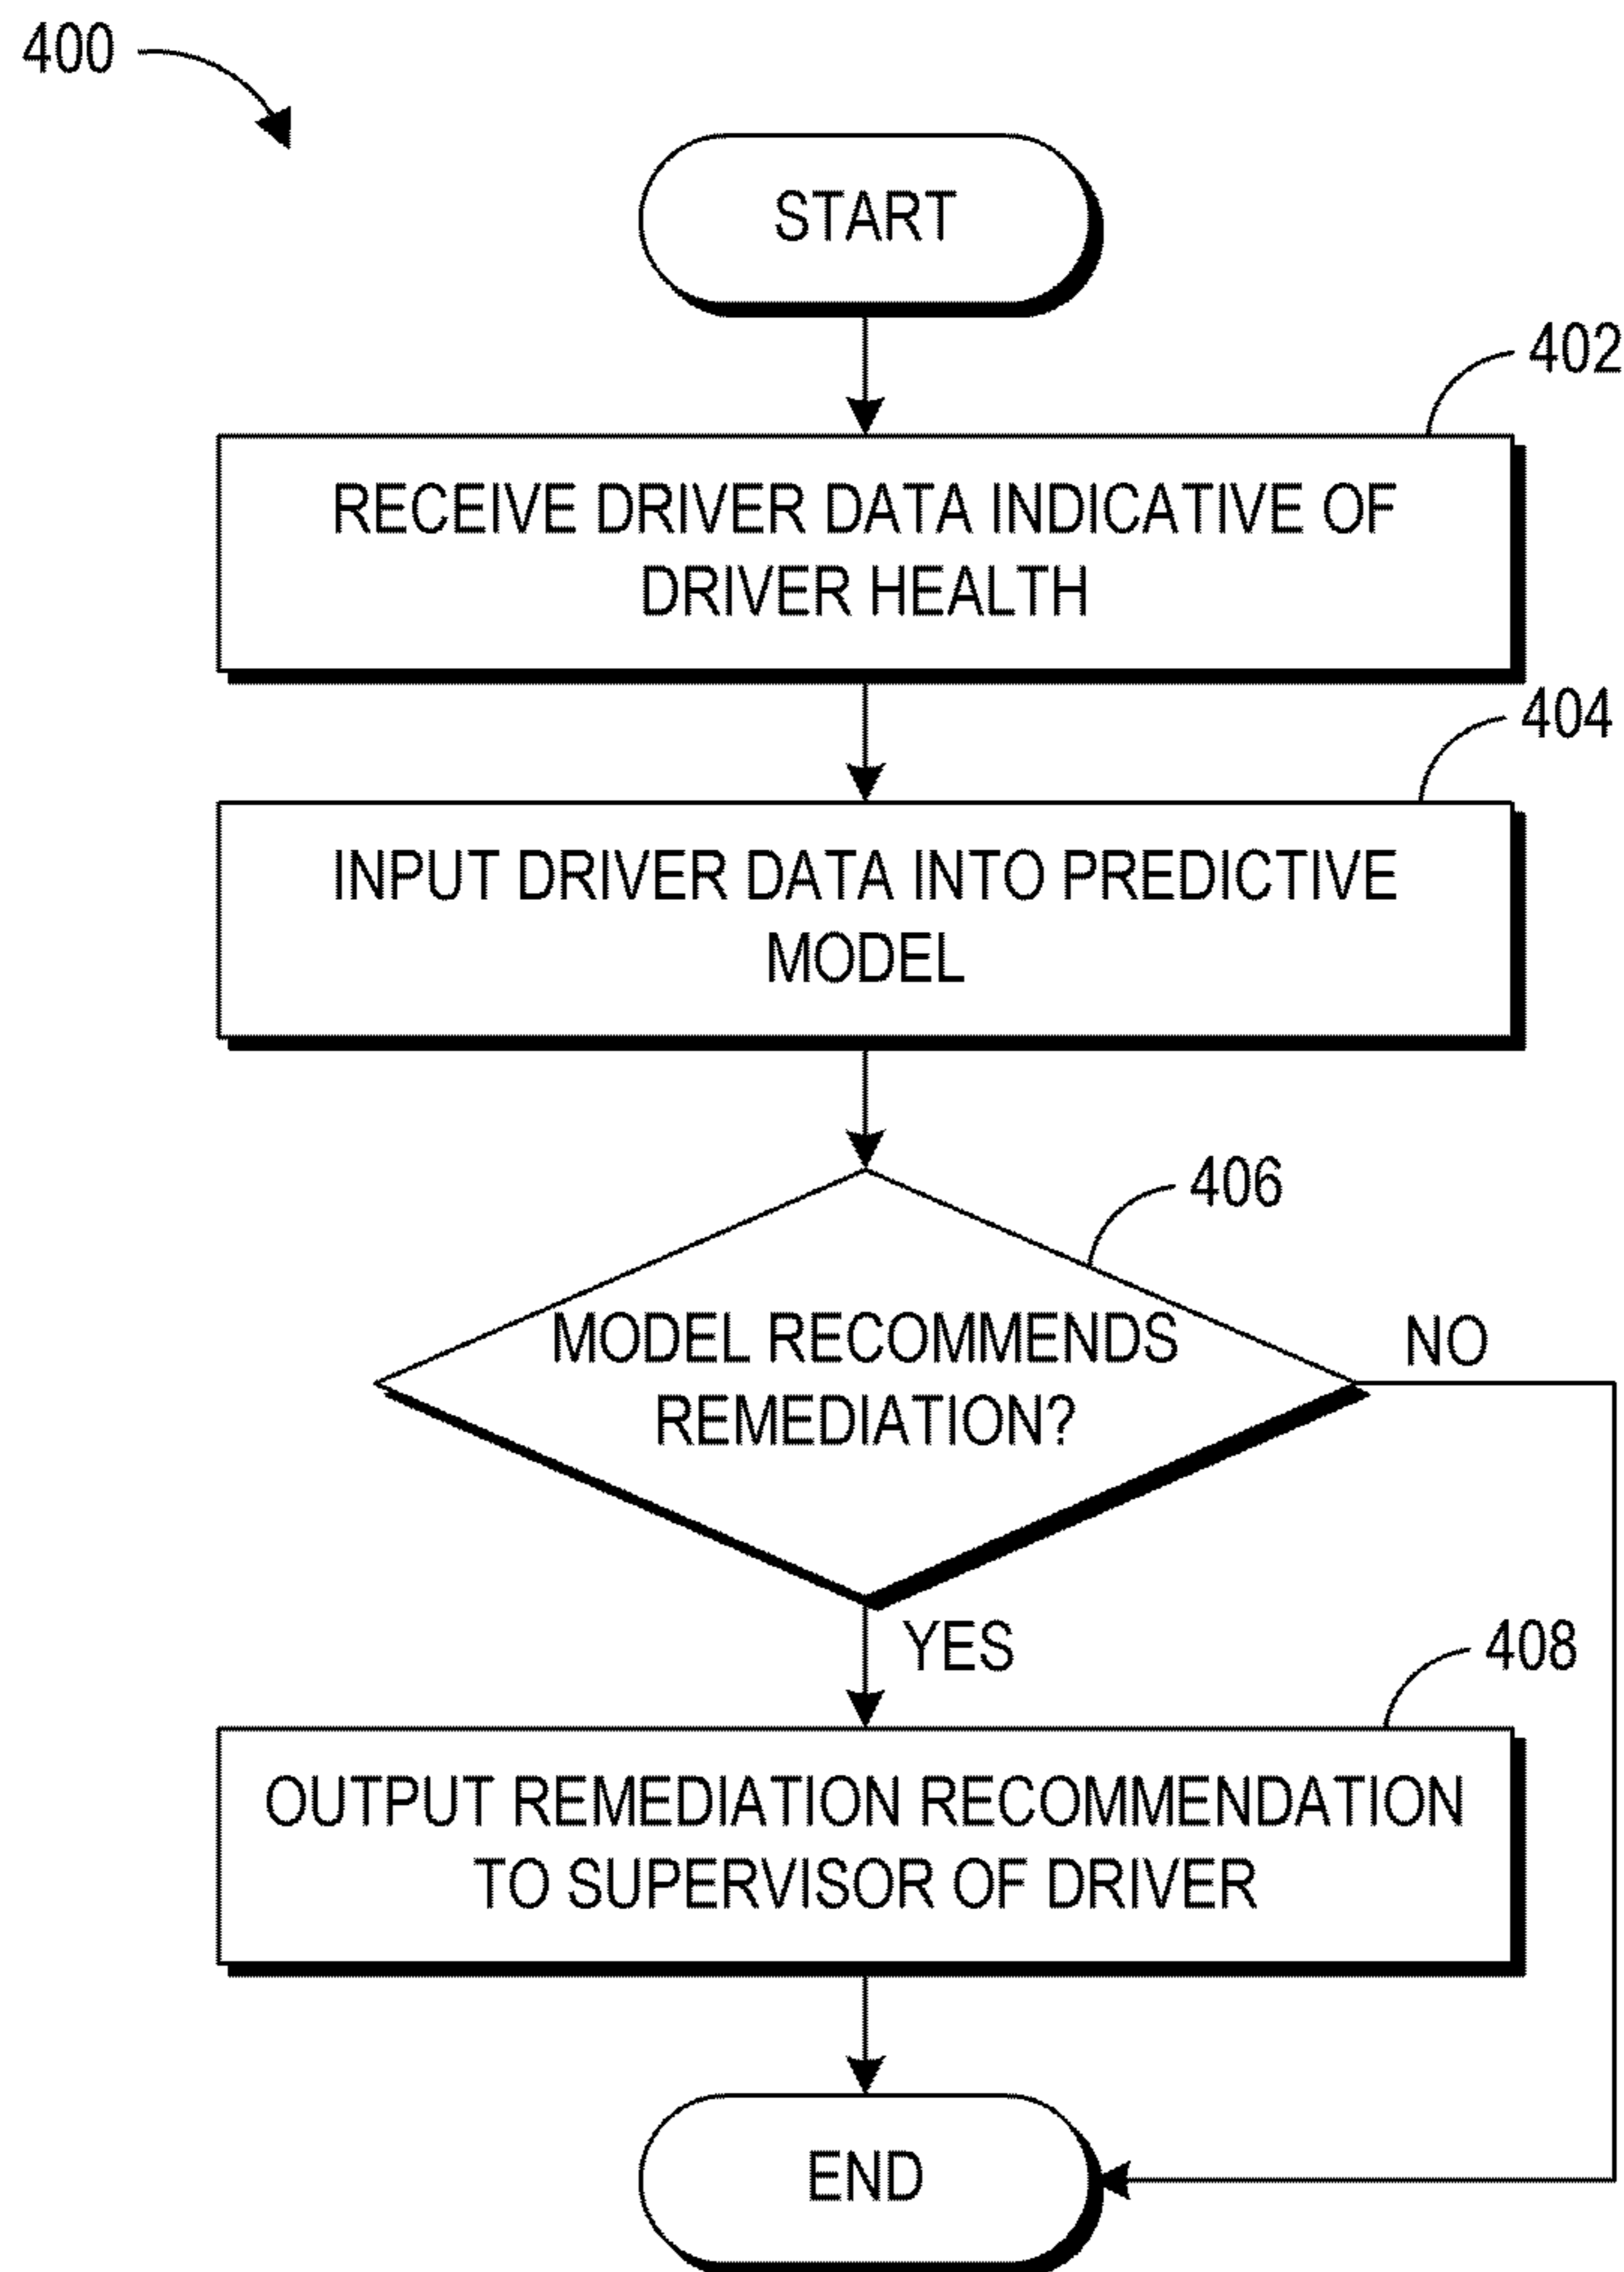 400
START
402
RECEIVE DRIVER DATA INDICATIVE OF
DRIVER HEALTH
404
INPUT DRIVER DATA INTO PREDICTIVE
MODEL
406
MODEL RECOMMENDS
REMEDIATION?
NO
YES
408
OUTPUT REMEDIATION RECOMMENDATION
TO SUPERVISOR OF DRIVER
END